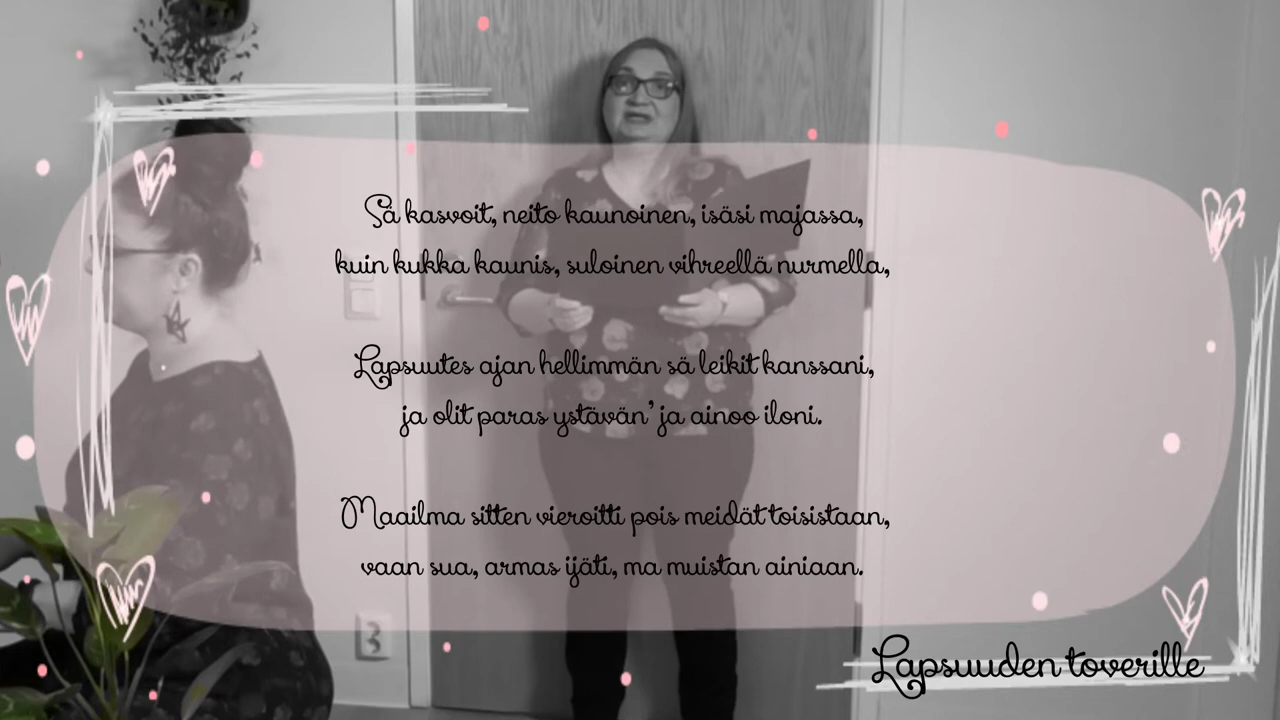 Sä kasvoit, neito kaunoinen, isäsi majassa,
kuin kukka kaunis, suloinen vihreellä nurmella,
Lapsuutes ajan hellimmän sä leikit kanssani,
ja olit paras ystävän' ja ainoo iloni.
Maailma sitten vieroitti pois meidät toisistaan,
vaan sua, armas ijäti, ma muistan ainiaan.
Lapsuuden toverille